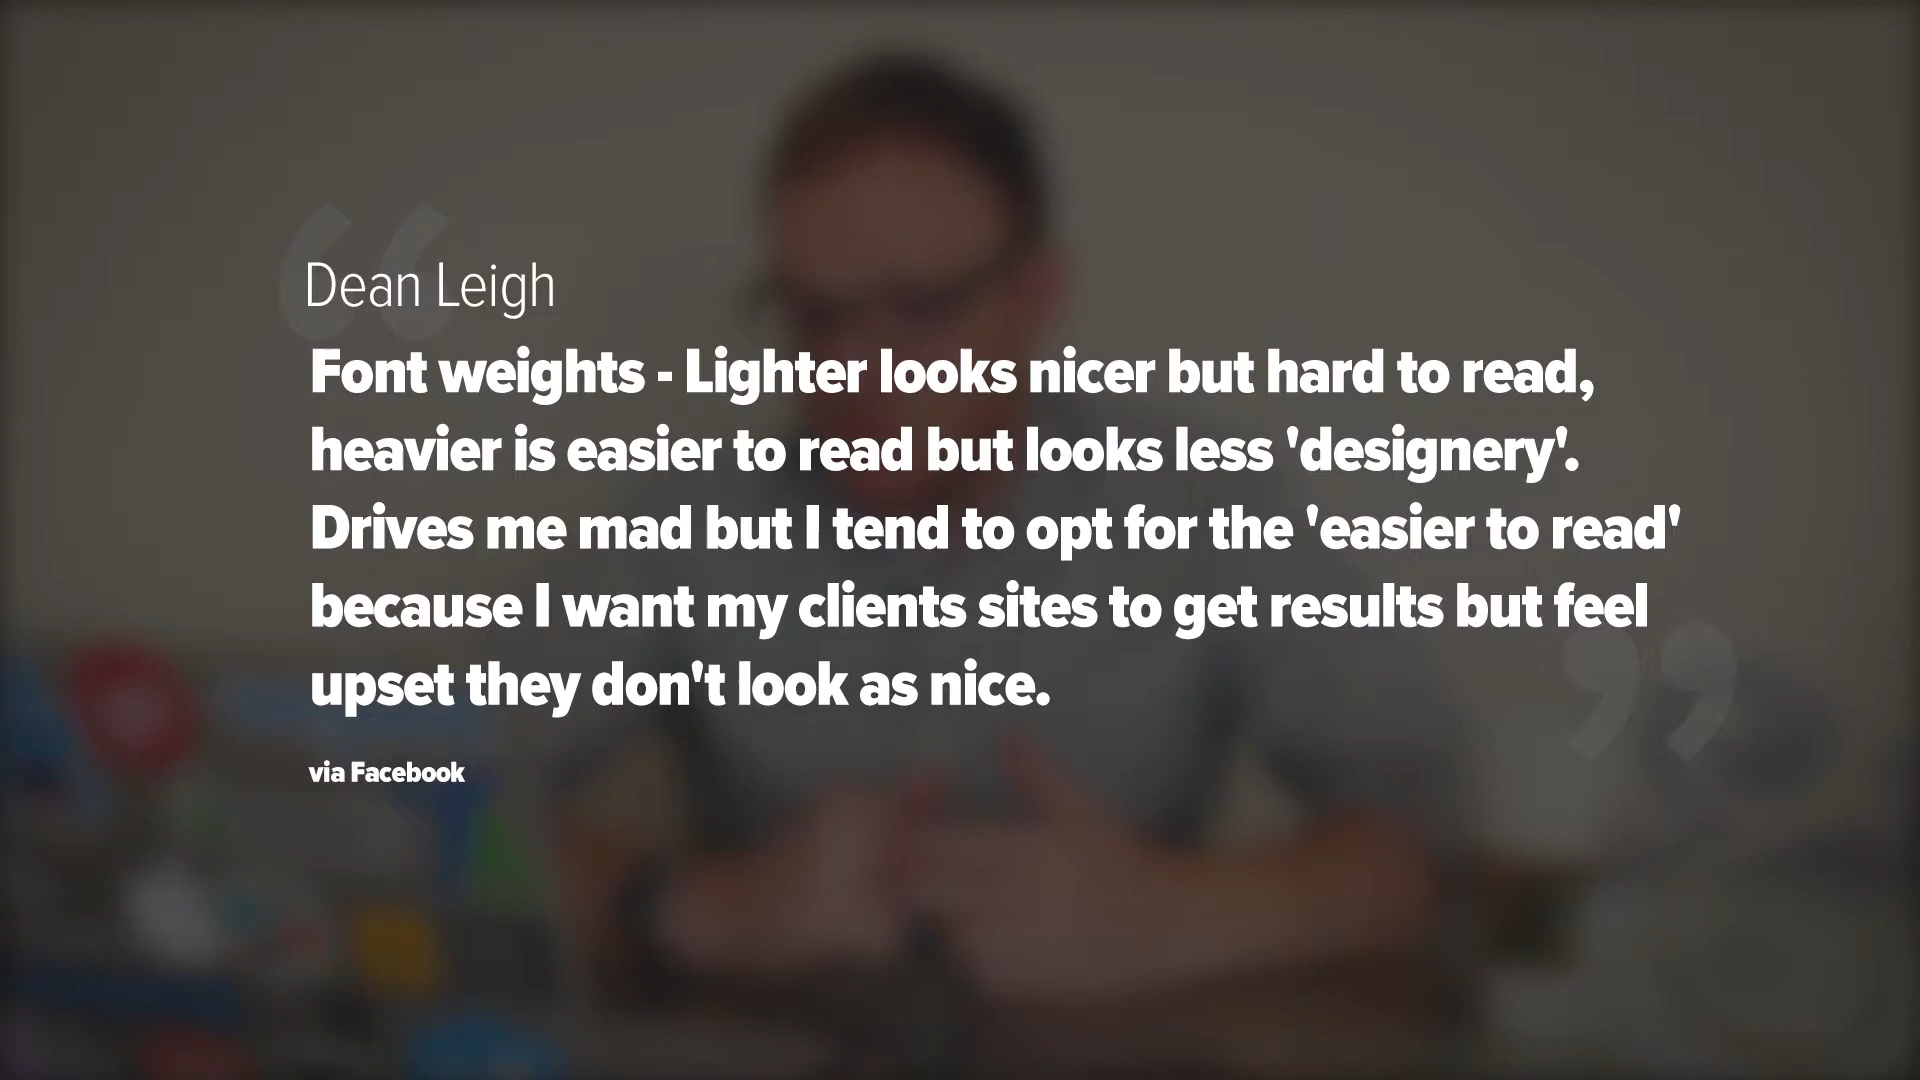 Dean Leigh
Font weights - Lighter looks nicer but hard to read,
heavier is easier to read but looks less 'designery'.
Drives me mad but I tend to opt for the 'easier to read'
because I want my clients sites to get results but feel
upset they don't look as nice.
via Facebook